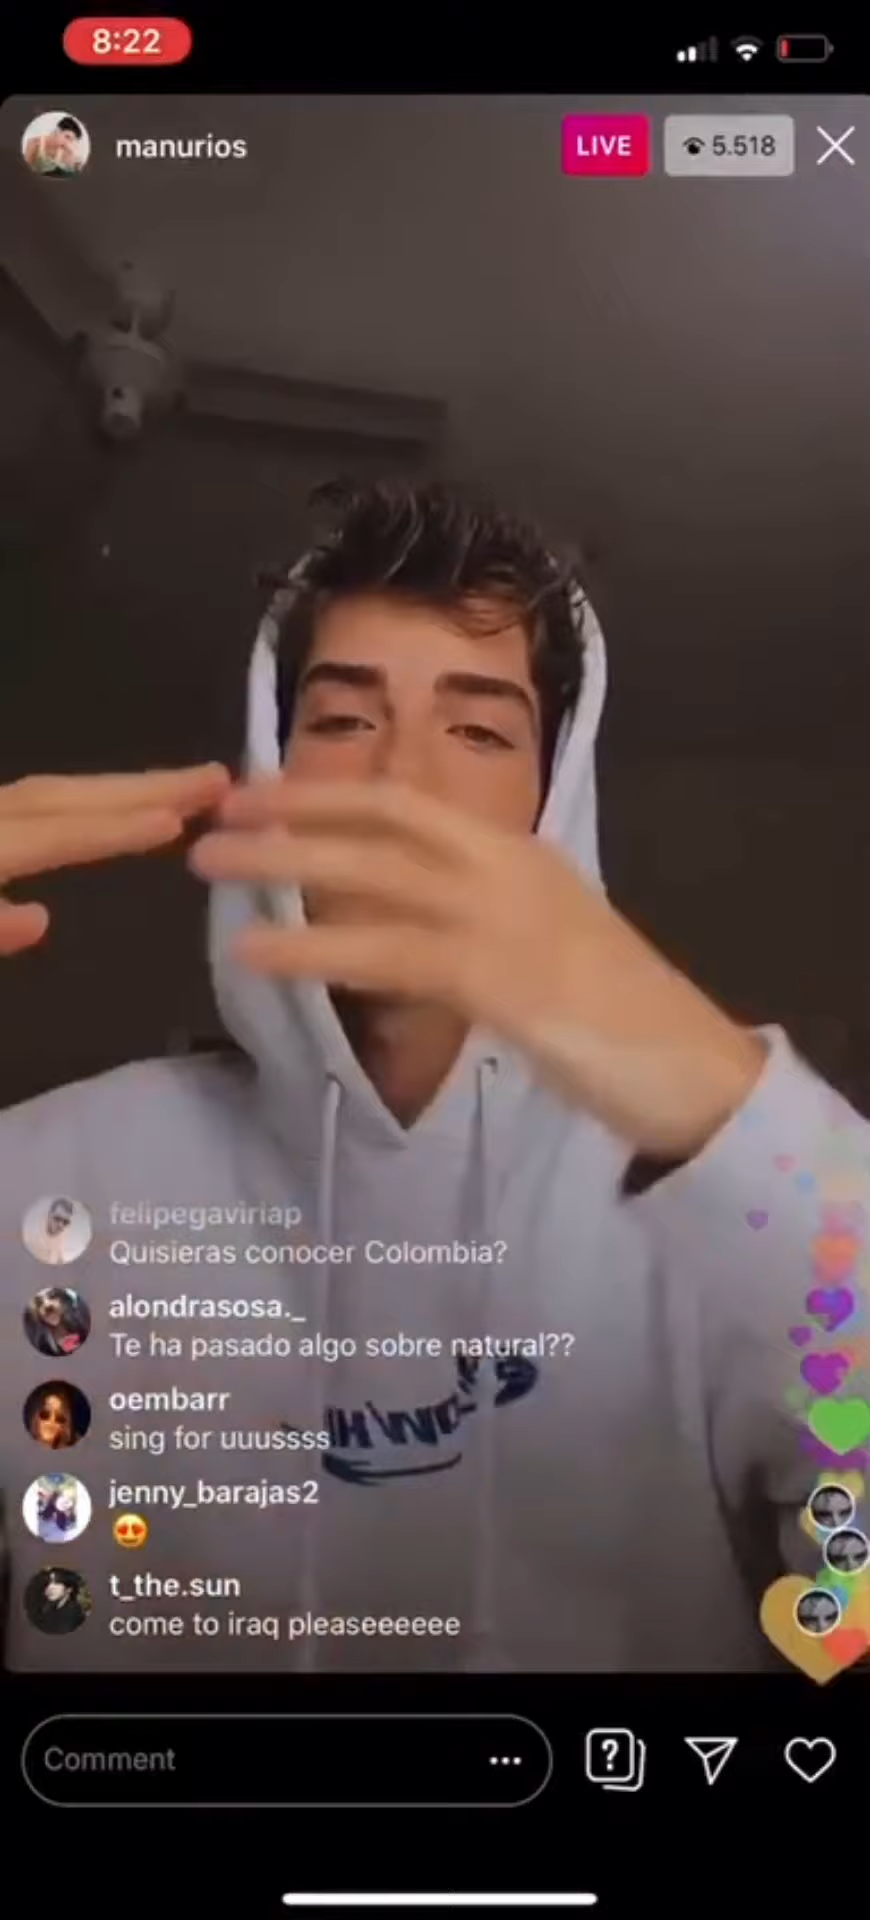 8:22
manurios
LIVE
5.518
felipegaviriap
Quisieras conocer Colombia?
alondrasosa._
Te ha pasado algo sobre natural??
oembarr
sing for uuussss
jenny_barajas2
😍
t_the.sun
come to iraq pleaseeeeee
Comment